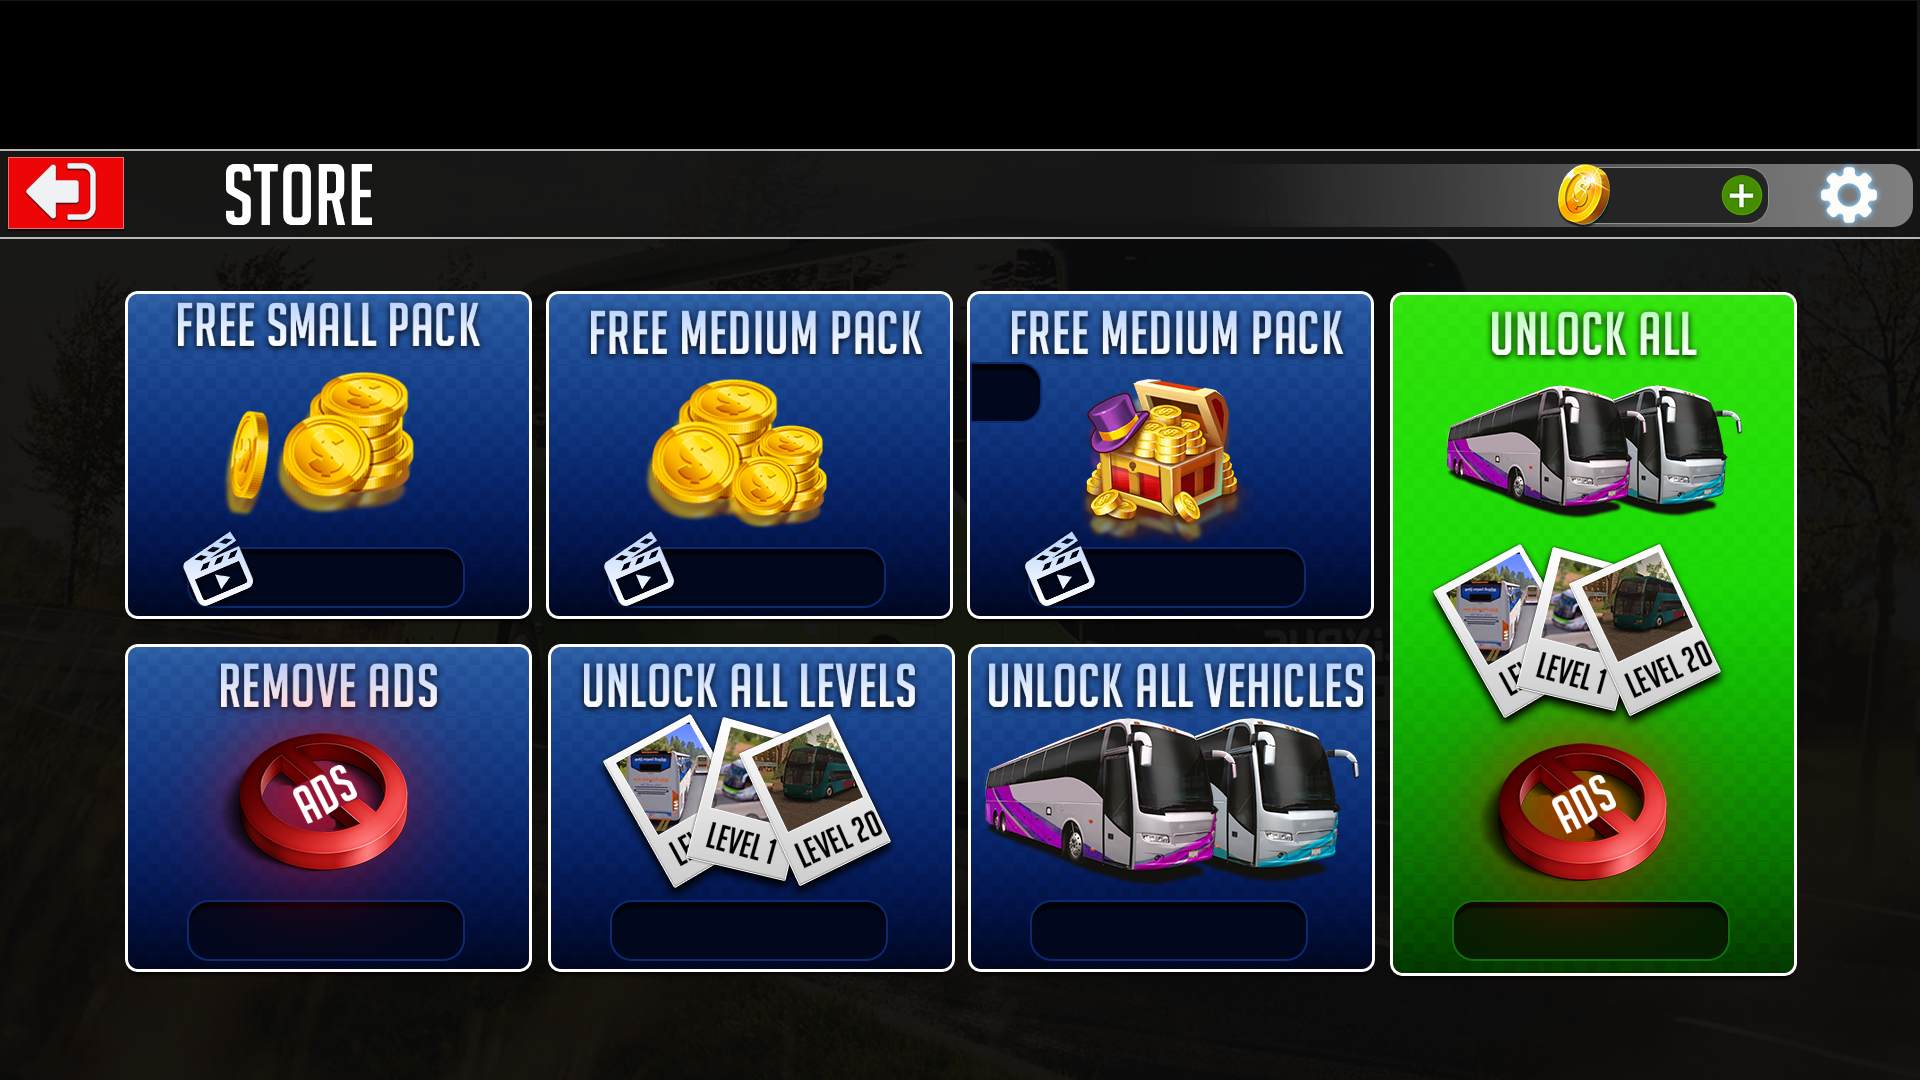 STORE
FREE SMALL PACK
FREE MEDIUM PACK
FREE MEDIUM PACK
UNLOCK ALL
LEVEL 1
LEVEL 20
ADS
REMOVE ADS
ADS
UNLOCK ALL LEVELS
LEVEL 1
LEVEL 20
UNLOCK ALL VEHICLES